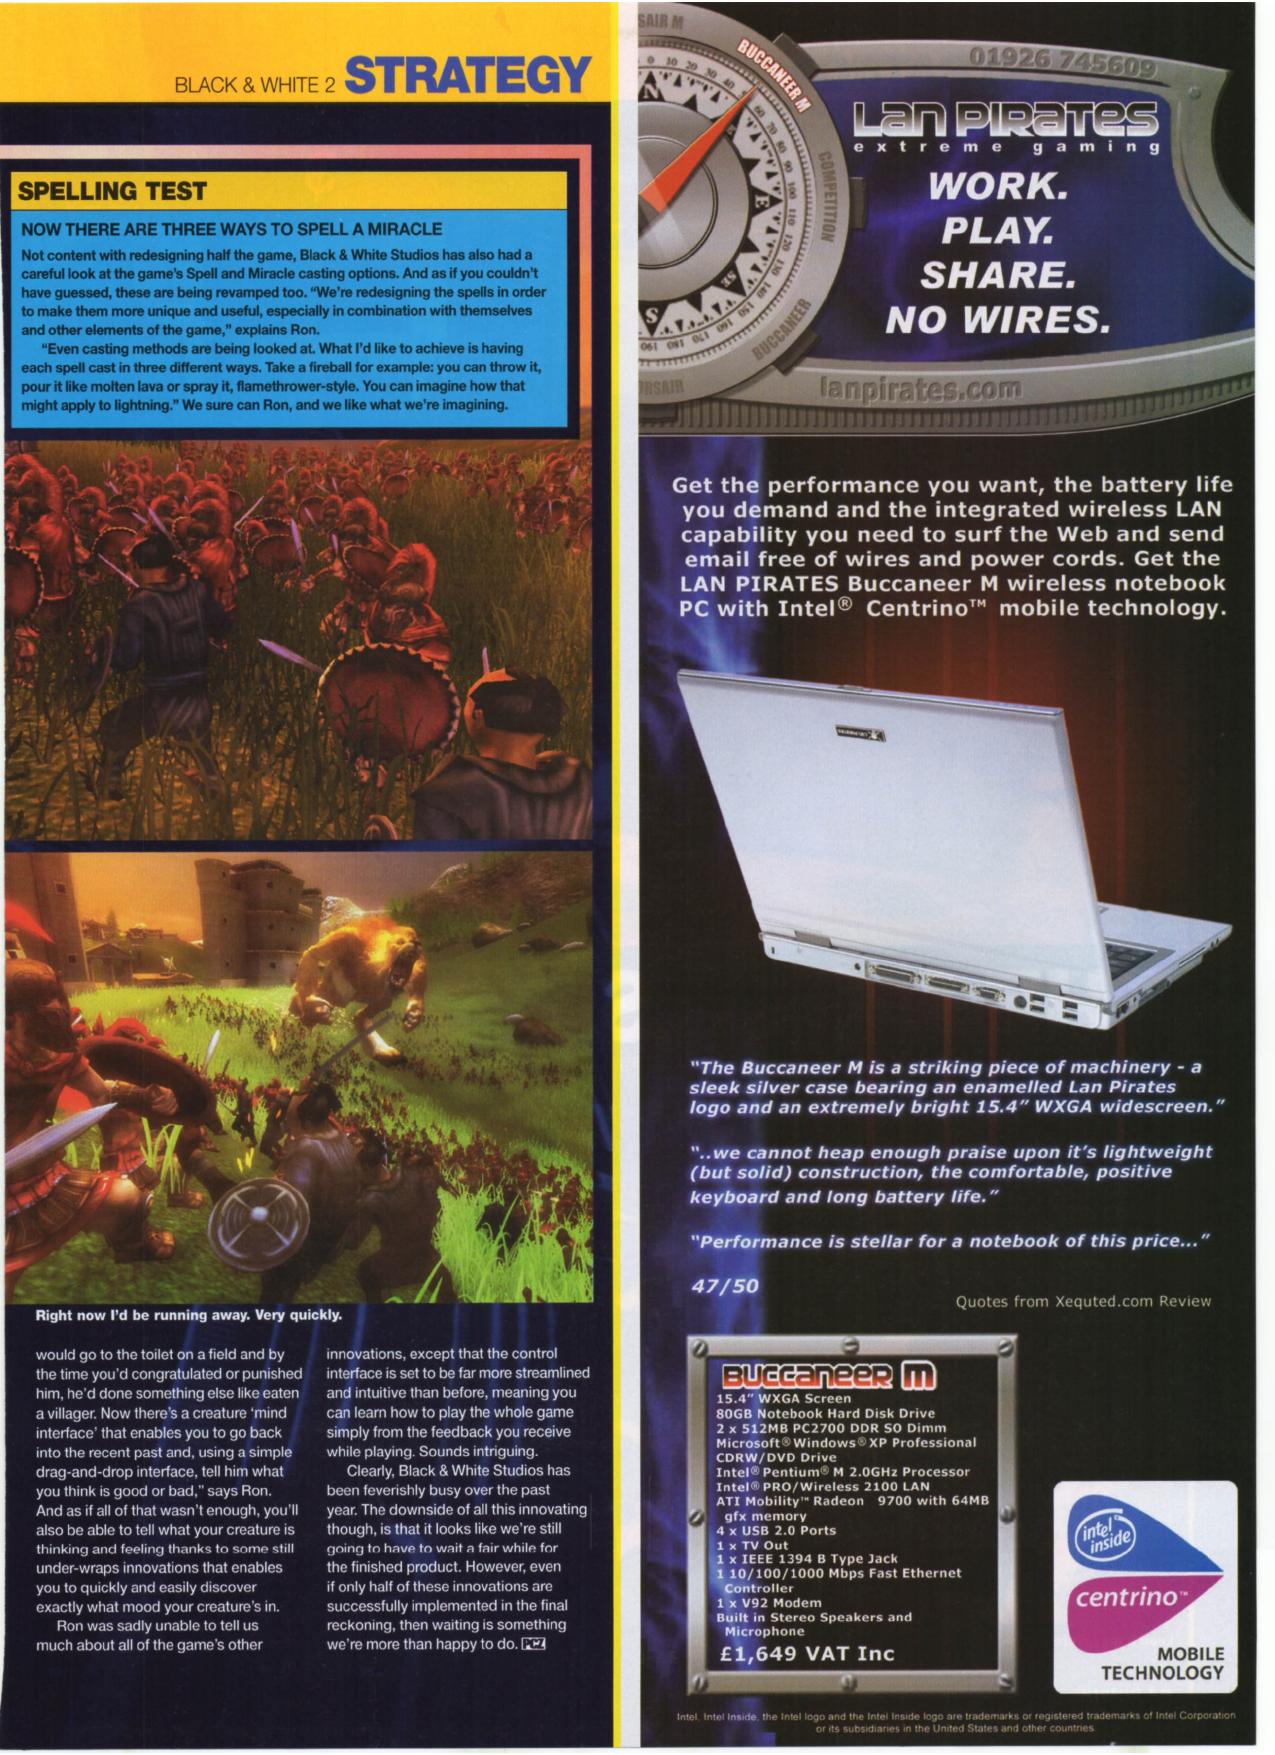 BLACK & WHITE 2 STRATEGY
SPELLING TEST
NOW THERE ARE THREE WAYS TO SPELL A MIRACLE
Not content with redesigning half the game, Black & White Studios has also had a
careful look at the game's Spell and Miracle casting options. And as if you couldn't
have guessed, these are being revamped too. “We're redesigning the spells in order
to make them more unique and useful, especially in combination with themselves
and other elements of the game,” explains Ron.
“Even casting methods are being looked at. What I'd like to achieve is having
each spell cast in three different ways. Take a fireball for example: you can throw it,
pour it like molten lava or spray it, flamethrower-style. You can imagine how that
might apply to lightning.” We sure can Ron, and we like what we're imagining.
Right now I'd be running away. Very quickly.
would go to the toilet on a field and by
the time you'd congratulated or punished
him, he'd done something else like eaten
a villager. Now there's a creature ‘mind
interface’ that enables you to go back
into the recent past and, using a simple
drag-and-drop interface, tell him what
you think is good or bad,” says Ron.
And as if all of that wasn't enough, you'll
also be able to tell what your creature is
thinking and feeling thanks to some still
under-wraps innovations that enables
you to quickly and easily discover
exactly what mood your creature's in.
Ron was sadly unable to tell us
much about all of the game's other
innovations, except that the control
interface is set to be far more streamlined
and intuitive than before, meaning you
can learn how to play the whole game
simply from the feedback you receive
while playing. Sounds intriguing.
Clearly, Black & White Studios has
been feverishly busy over the past
year. The downside of all this innovating
though, is that it looks like we're still
going to have to wait a fair while for
the finished product. However, even
if only half of these innovations are
successfully implemented in the final
reckoning, then waiting is something
we're more than happy to do. PCZ
SAIR M
BUCCANEER M
COMPETITION
BUCCANEER
RSAIR
01926 745609
Lan PIRATES
extreme gaming
WORK.
PLAY.
SHARE.
NO WIRES.
lanpirates.com
Get the performance you want, the battery life
you demand and the integrated wireless LAN
capability you need to surf the Web and send
email free of wires and power cords. Get the
LAN PIRATES Buccaneer M wireless notebook
PC with Intel® Centrino™ mobile technology.
“The Buccaneer M is a striking piece of machinery - a
sleek silver case bearing an enamelled Lan Pirates
logo and an extremely bright 15.4” WXGA widescreen.”
“..we cannot heap enough praise upon it's lightweight
(but solid) construction, the comfortable, positive
keyboard and long battery life.”
“Performance is stellar for a notebook of this price...”
47/50
Quotes from Xequted.com Review
BUCCANEER M
15.4” WXGA Screen
80GB Notebook Hard Disk Drive
2 x 512MB PC2700 DDR SO Dimm
Microsoft® Windows® XP Professional
CDRW/DVD Drive
Intel® Pentium® M 2.0GHz Processor
Intel® PRO/Wireless 2100 LAN
ATI Mobility™ Radeon 9700 with 64MB
gfx memory
4 x USB 2.0 Ports
1 x TV Out
1 x IEEE 1394 B Type Jack
1 10/100/1000 Mbps Fast Ethernet
Controller
1 x V92 Modem
Built in Stereo Speakers and
Microphone
£1,649 VAT Inc
intel
inside
centrino™
MOBILE
TECHNOLOGY
Intel, Intel Inside, the Intel logo and the Intel Inside logo are trademarks or registered trademarks of Intel Corporation
or its subsidiaries in the United States and other countries.